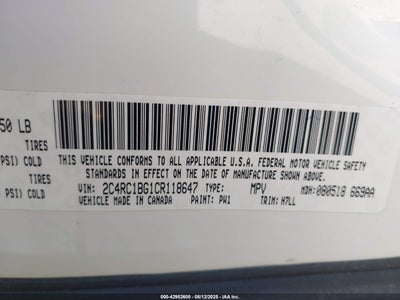 50 LB
TIRES
PSI) COLD
TIRES
PSI) COLD
THIS VEHICLE CONFORMS TO ALL APPLICABLE U.S.A. FEDERAL MOTOR VEHICLE SAFETY
STANDARDS IN EFFECT ON THE DATE OF MANUFACTURE SHOWN ABOVE.
VIN: 2C4RC1BG1CR118647 TYPE: MPV MDH: 080518 669AA
VEHICLE MADE IN CANADA PAINT: PW1 TRIM: H7LL
000-42952600 - 08/12/2025 - IAAI.COM